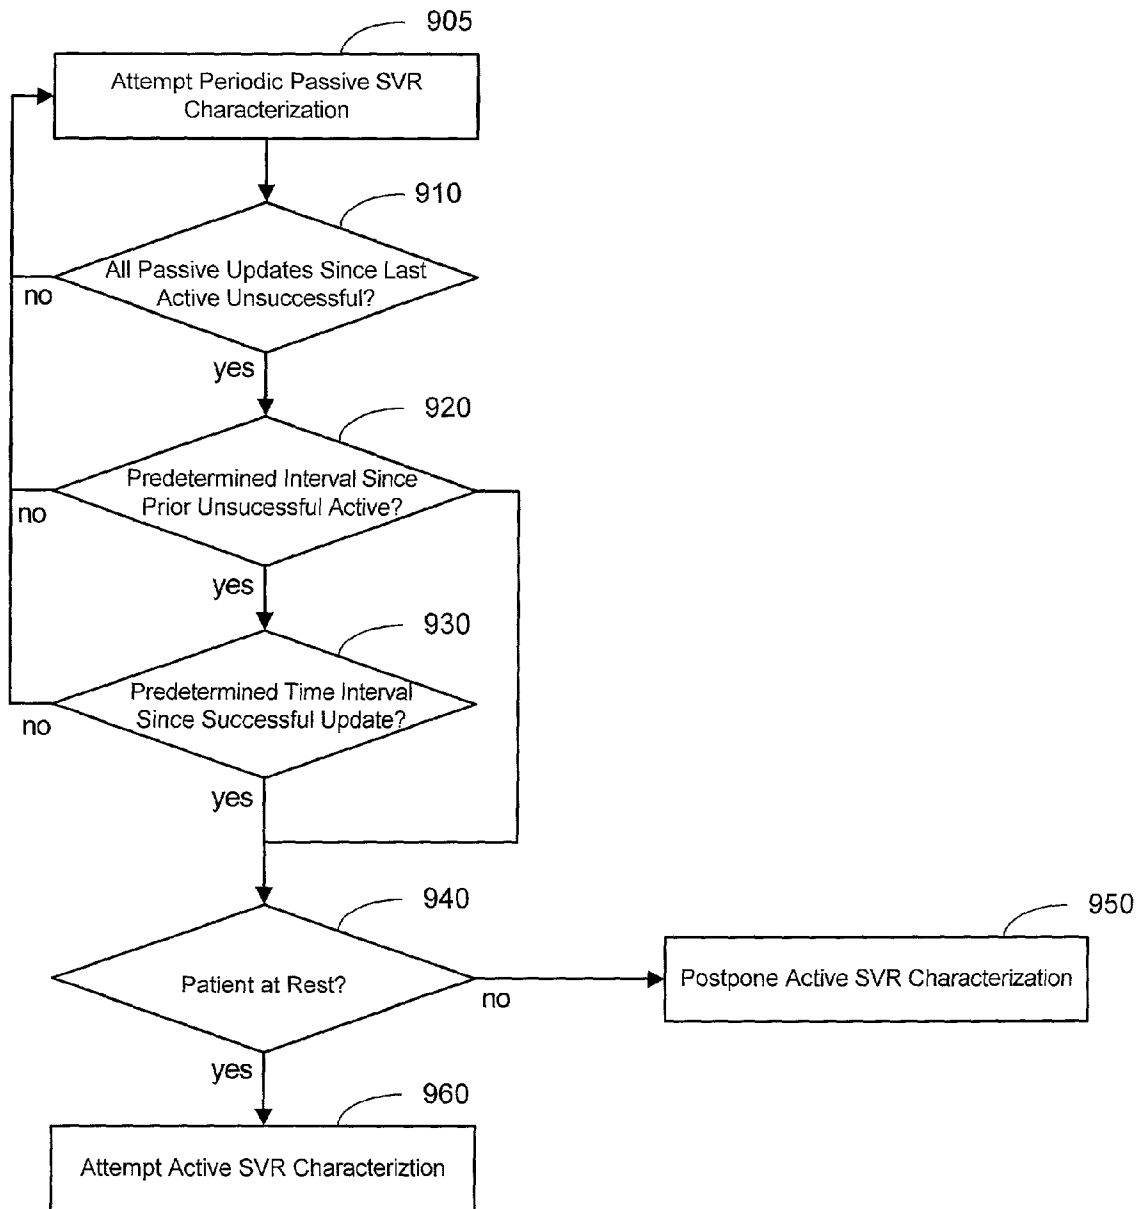 905
Attempt Periodic Passive SVR
Characterization
910
All Passive Updates Since Last
Active Unsuccessful?
no
yes
920
Predetermined Interval Since
Prior Unsucessful Active?
no
yes
930
Predetermined Time Interval
Since Successful Update?
no
yes
940
950
Patient at Rest?
Postpone Active SVR Characterization
no
yes
960
Attempt Active SVR Characteriztion